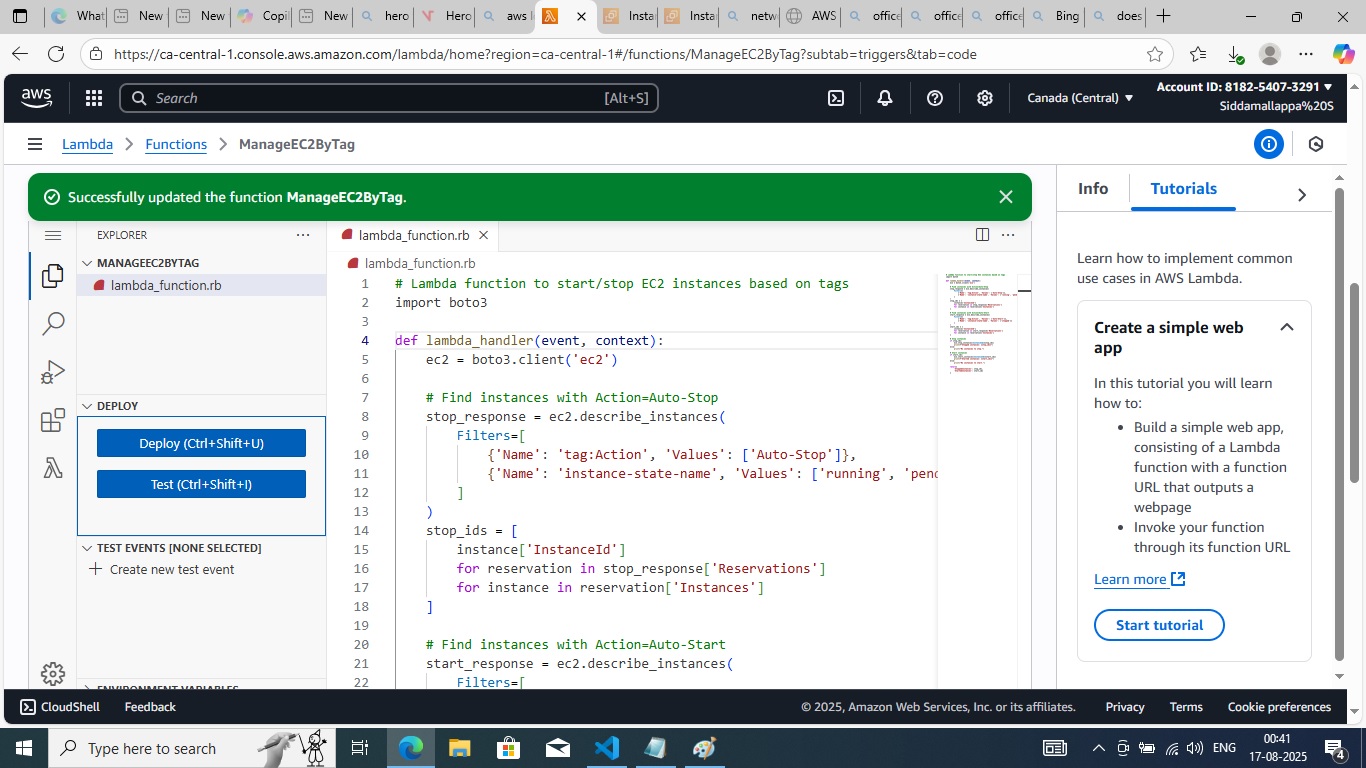 What
New
New
Copil
New
hero
Hero
aws l
Insta
Insta
netw
AWS
office
office
office
Bing
does
https://ca-central-1.console.aws.amazon.com/lambda/home?region=ca-central-1#/functions/ManageEC2ByTag?subtab=triggers&tab=code
aws
Search
[Alt+S]
Canada (Central)
Account ID: 8182-5407-3291
Siddamallappa%20S
Lambda
Functions
ManageEC2ByTag
Successfully updated the function ManageEC2ByTag.
EXPLORER
MANAGEEC2BYTAG
lambda_function.rb
DEPLOY
Deploy (Ctrl+Shift+U)
Test (Ctrl+Shift+I)
TEST EVENTS [NONE SELECTED]
Create new test event
ENVIRONMENT VARIABLES
lambda_function.rb
lambda_function.rb
1 # Lambda function to start/stop EC2 instances based on tags
2 import boto3
3
4 def lambda_handler(event, context):
5 ec2 = boto3.client('ec2')
6
7 # Find instances with Action=Auto-Stop
8 stop_response = ec2.describe_instances(
9 Filters=[
10 {'Name': 'tag:Action', 'Values': ['Auto-Stop']},
11 {'Name': 'instance-state-name', 'Values': ['running', 'pend
12 ]
13 )
14 stop_ids = [
15 instance['InstanceId']
16 for reservation in stop_response['Reservations']
17 for instance in reservation['Instances']
18 ]
19
20 # Find instances with Action=Auto-Start
21 start_response = ec2.describe_instances(
22 Filters=[
Info
Tutorials
Learn how to implement common
use cases in AWS Lambda.
Create a simple web
app
In this tutorial you will learn
how to:
• Build a simple web app,
consisting of a Lambda
function with a function
URL that outputs a
webpage
• Invoke your function
through its function URL
Learn more
Start tutorial
CloudShell
Feedback
© 2025, Amazon Web Services, Inc. or its affiliates.
Privacy
Terms
Cookie preferences
Type here to search
ENG
00:41
17-08-2025
4